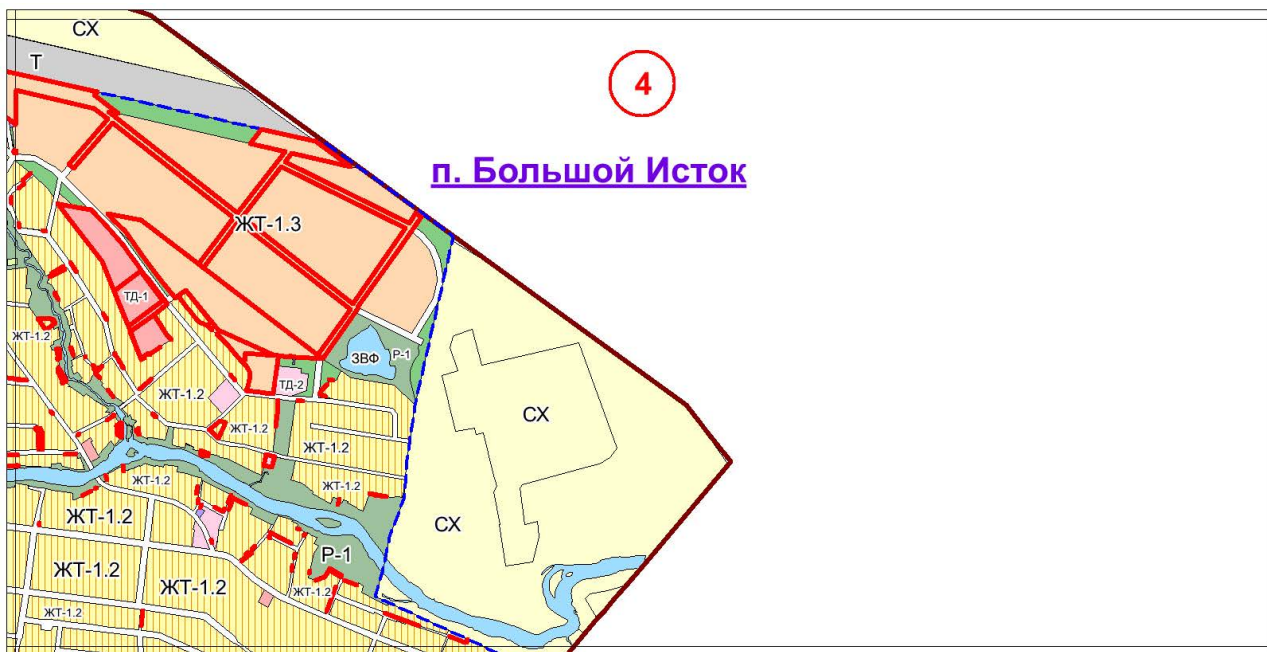 СХ
Т
4
п. Большой Исток
ЖТ-1.3
ТД-1
ЖТ-1.2
ЗВФ
Р-1
ТД-2
ЖТ-1.2
СХ
ЖТ-1.2
ЖТ-1.2
ЖТ-1.2
ЖТ-1.2
ЖТ-1.2
СХ
Р-1
ЖТ-1.2
ЖТ-1.2
ЖТ-1.2
ЖТ-1.2